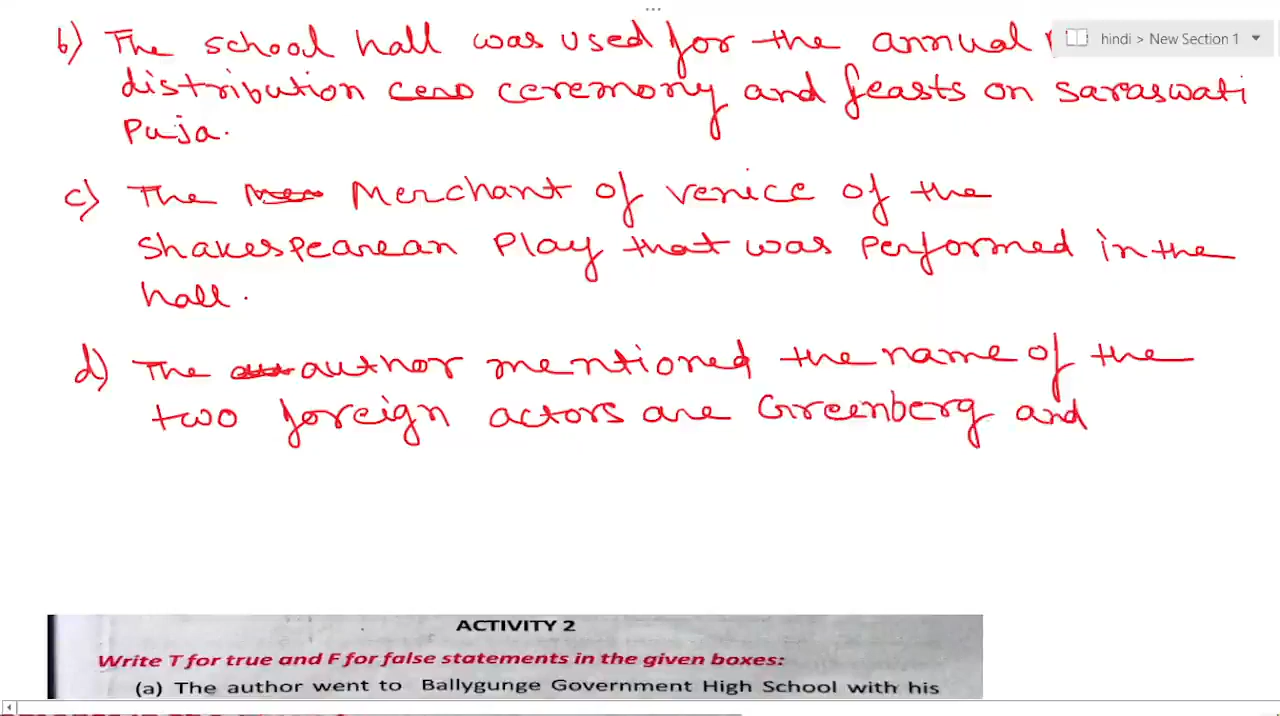 b) The school hall was used for the annual
hindi > New Section 1
distribution ceremony and feasts on saraswati
Puja.
c) The Merchant of venice of the
Shakespearean Play that was performed in the
hall.
d) The author mentioned the name of the
two foreign actors are Greenberg and
ACTIVITY 2
Write T for true and F for false statements in the given boxes:
(a) The author went to Ballygunge Government High School with his